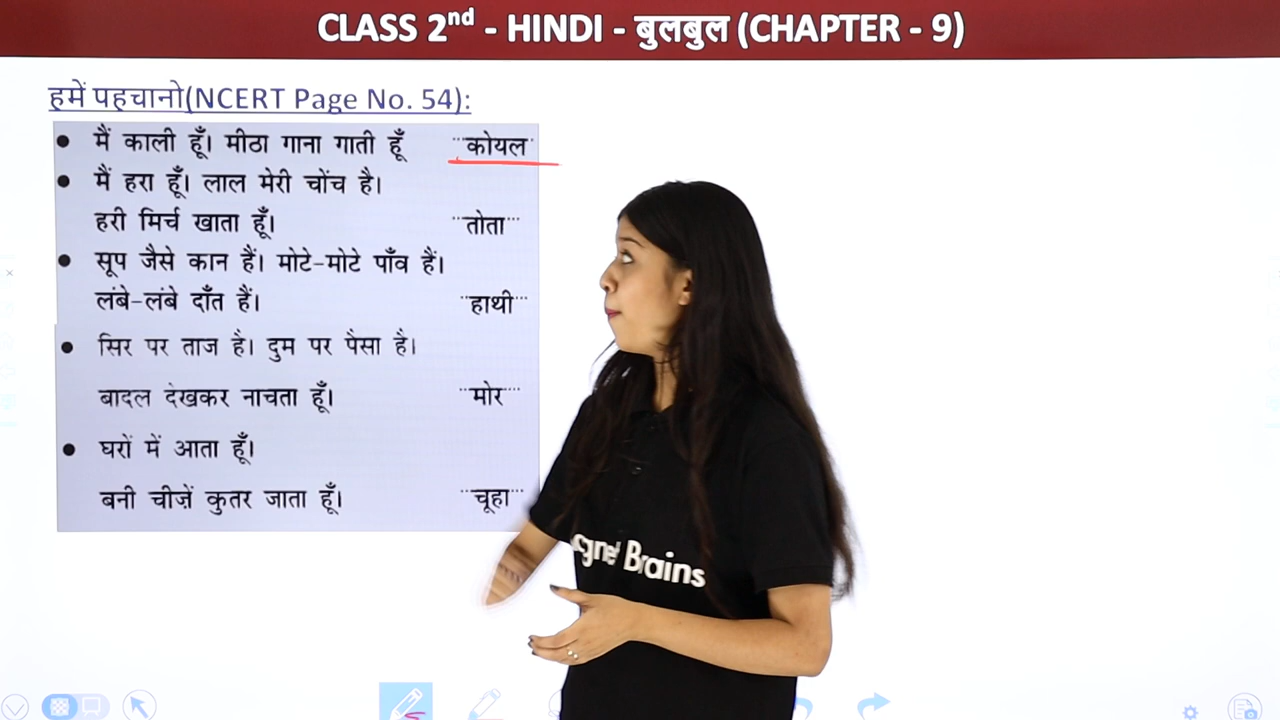 CLASS 2nd - HINDI - बुलबुल (CHAPTER - 9)
हमें पहचानो(NCERT Page No. 54):
• मैं काली हूँ। मीठा गाना गाती हूँ ...कोयल...
• मैं हरा हूँ। लाल मेरी चोंच है।
हरी मिर्च खाता हूँ। ...तोता...
• सूप जैसे कान हैं। मोटे-मोटे पाँव हैं।
लंबे-लंबे दाँत हैं। ...हाथी...
• सिर पर ताज है। दुम पर पैसा है।
बादल देखकर नाचता हूँ। ...मोर...
• घरों में आता हूँ।
बनी चीज़ें कुतर जाता हूँ। ...चूहा...
gnet Brains